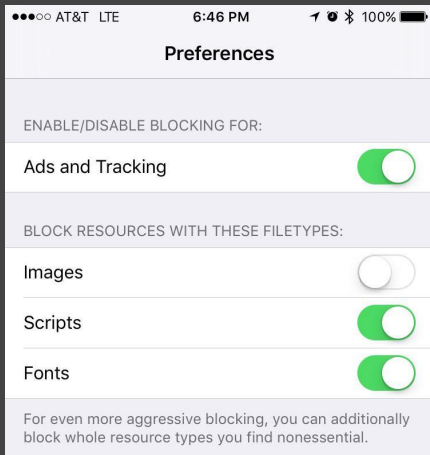 AT&T LTE 6:46 PM 100%
Preferences
ENABLE/DISABLE BLOCKING FOR:
Ads and Tracking
BLOCK RESOURCES WITH THESE FILETYPES:
Images
Scripts
Fonts
For even more aggressive blocking, you can additionally
block whole resource types you find nonessential.